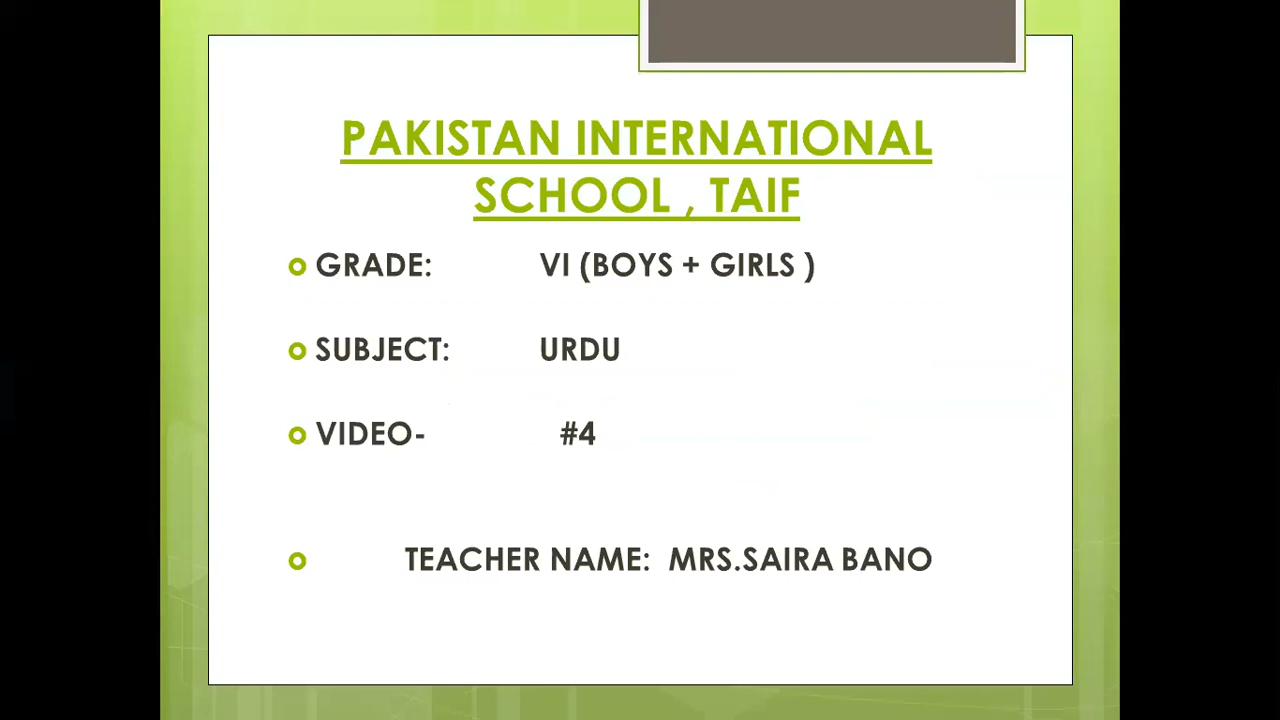 PAKISTAN INTERNATIONAL
SCHOOL , TAIF
GRADE: VI (BOYS + GIRLS )
SUBJECT: URDU
VIDEO- #4
TEACHER NAME: MRS.SAIRA BANO